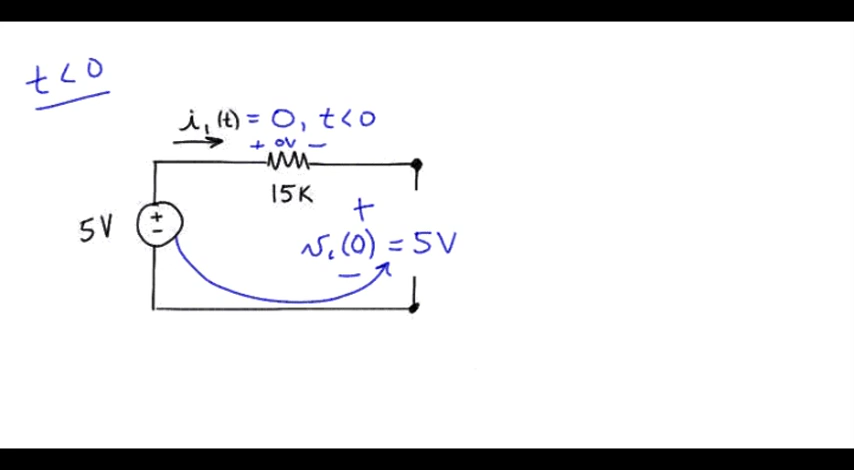 t<0
i₁(t) = 0, t<0
+ 0V −
15K
+
5V
+
−
v꜀(0) = 5V
−